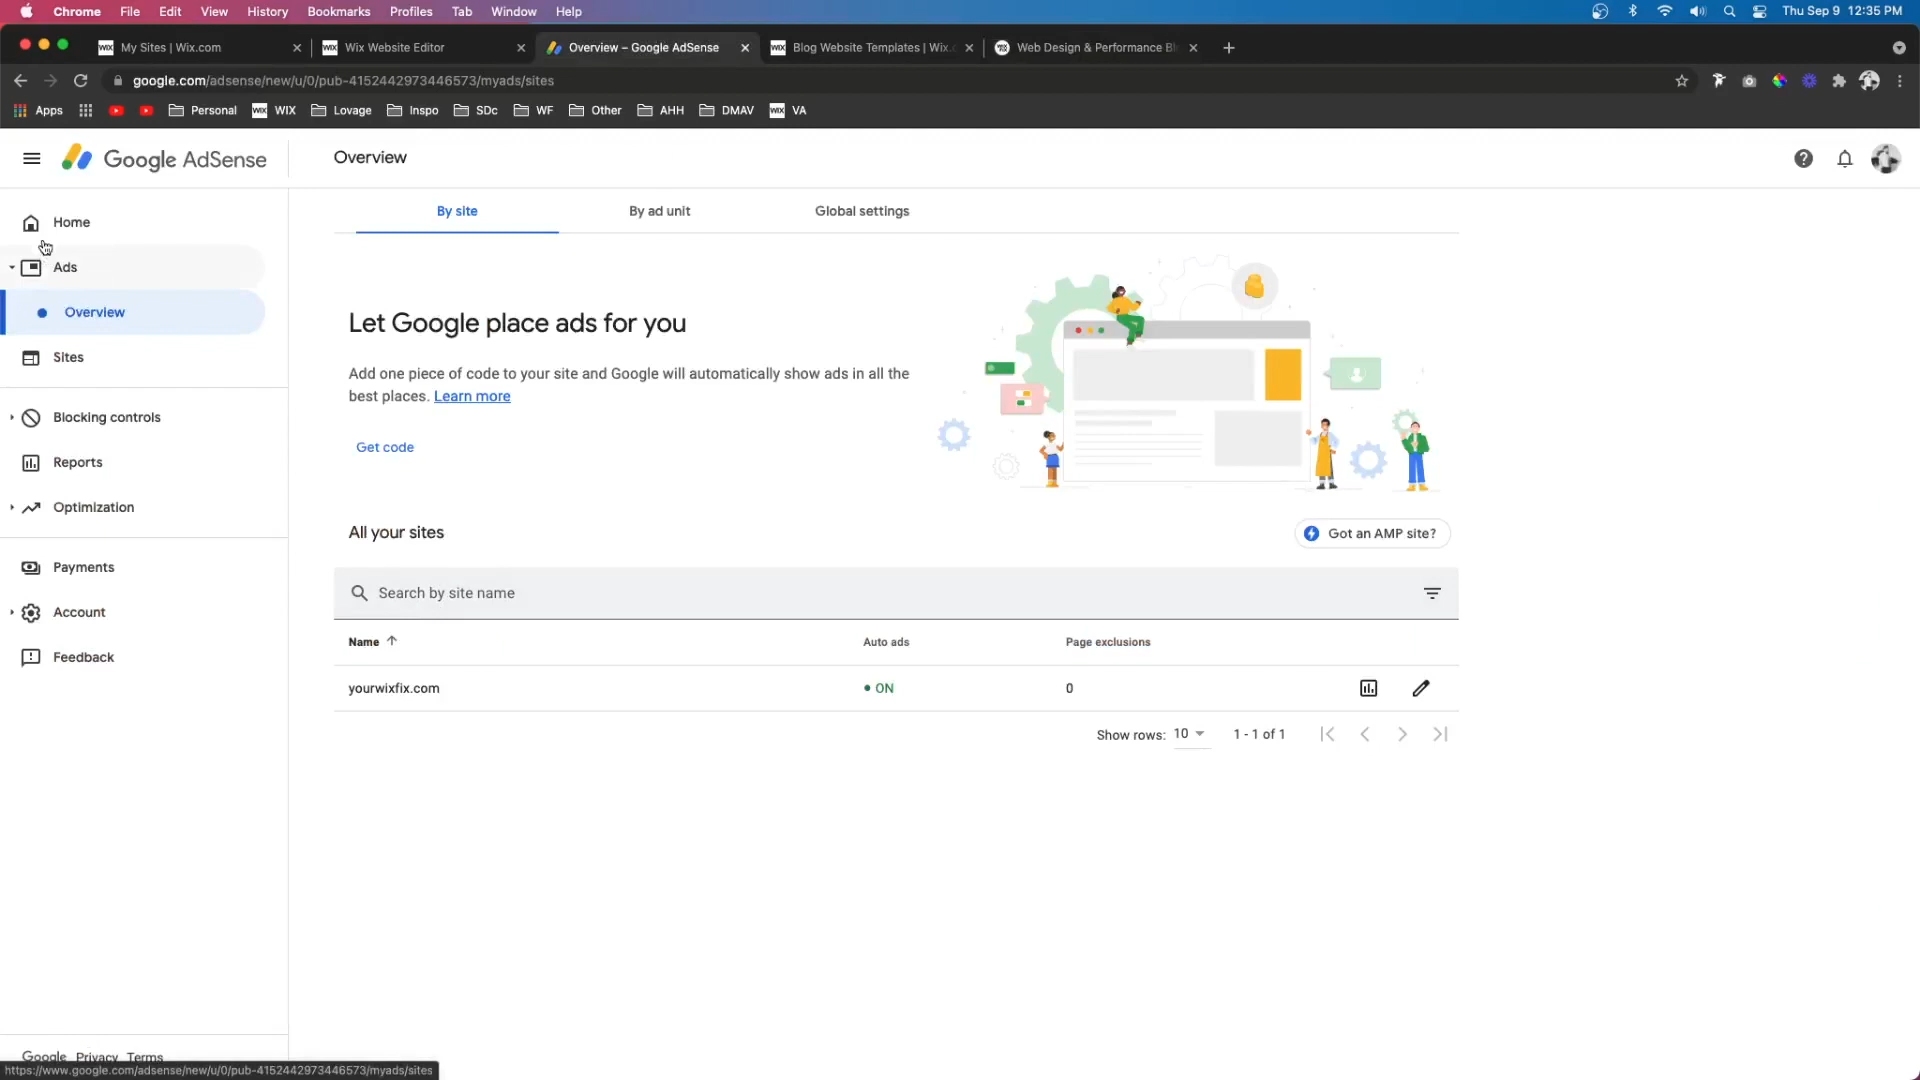 Chrome File Edit View History Bookmarks Profiles Tab Window Help Thu Sep 9 12:35 PM
WIX My Sites | Wix.com WIX Wix Website Editor Overview – Google AdSense WIX Blog Website Templates | Wix.c Web Design & Performance Bl
google.com/adsense/new/u/0/pub-4152442973446573/myads/sites
Apps Personal WIX WIX Lovage Inspo SDc WF Other AHH DMAV WIX VA
Google AdSense Overview
Home
Ads
Overview
Sites
Blocking controls
Reports
Optimization
Payments
Account
Feedback
Google Privacy Terms
https://www.google.com/adsense/new/u/0/pub-4152442973446573/myads/sites
By site By ad unit Global settings
Let Google place ads for you
Add one piece of code to your site and Google will automatically show ads in all the
best places. Learn more
Get code
All your sites Got an AMP site?
Search by site name
Name Auto ads Page exclusions
yourwixfix.com ON 0
Show rows: 10 1 - 1 of 1